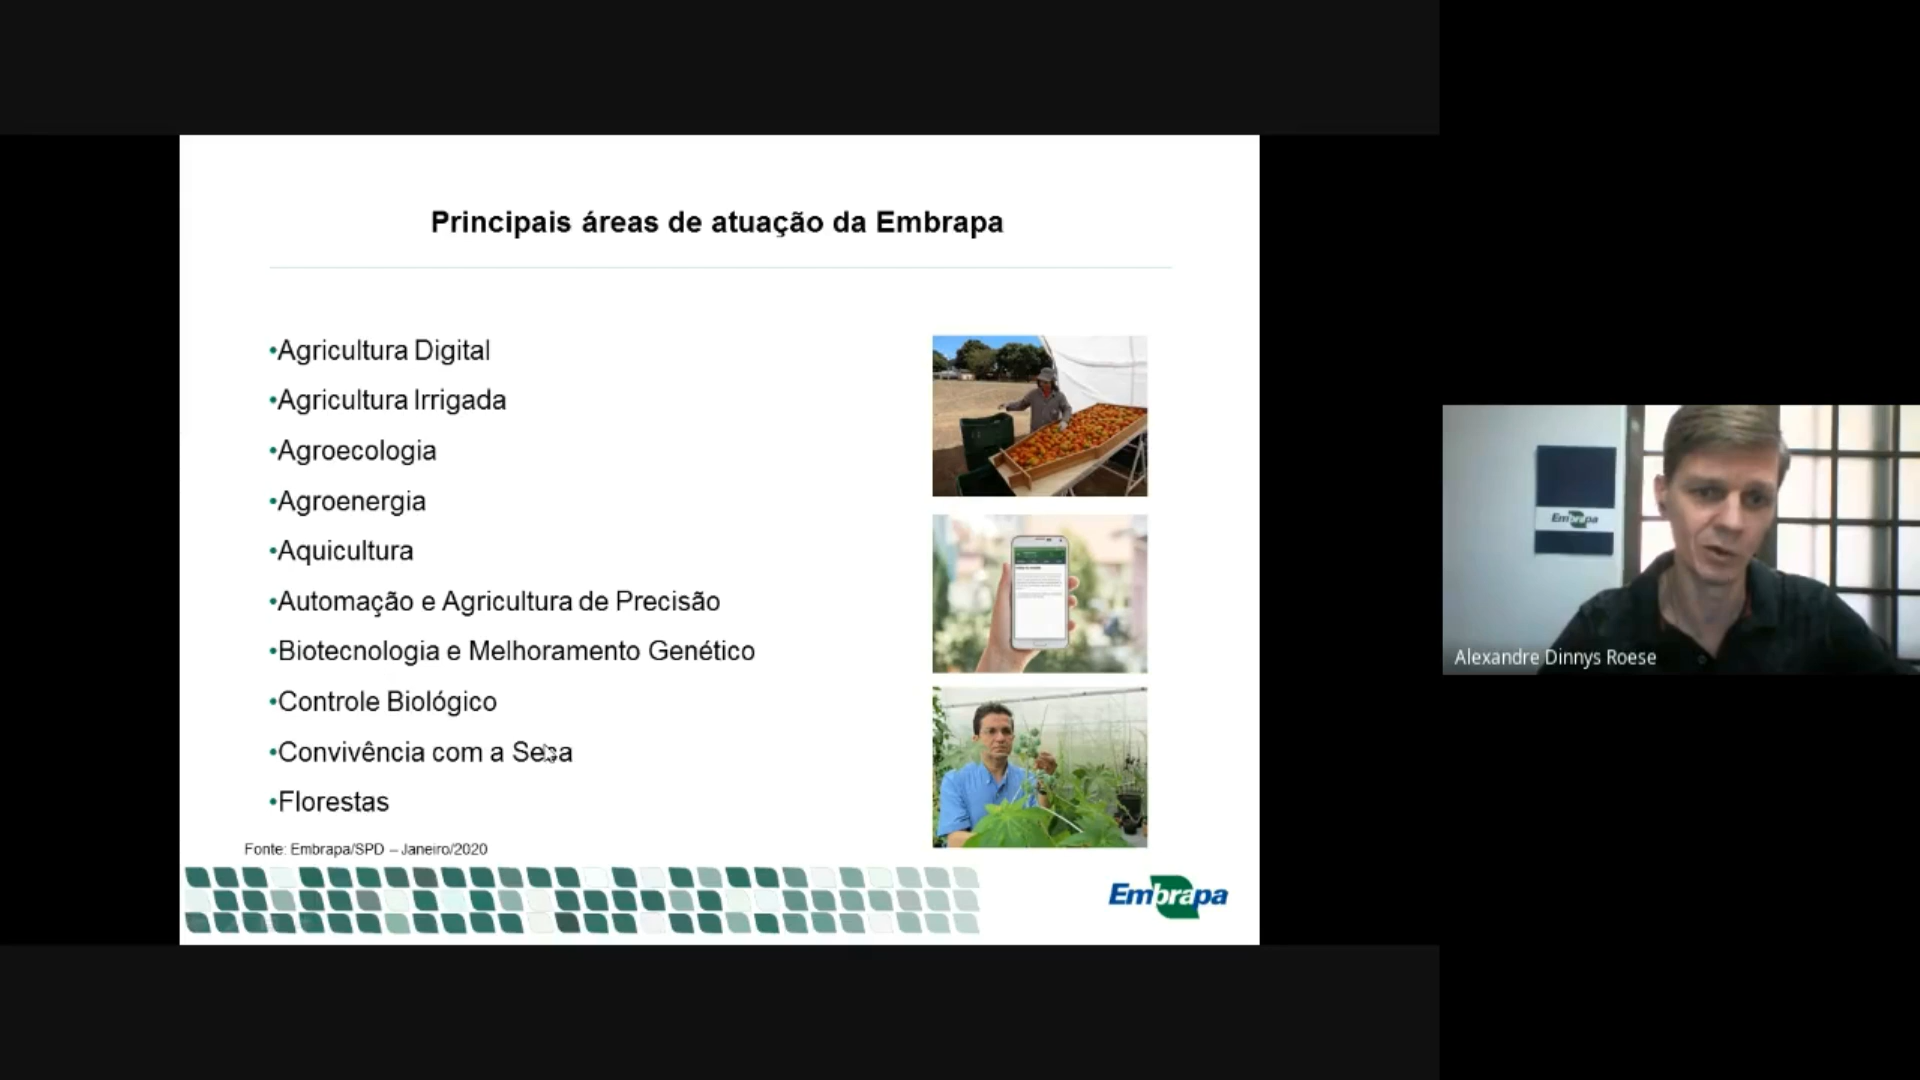 Principais áreas de atuação da Embrapa
•Agricultura Digital
•Agricultura Irrigada
•Agroecologia
•Agroenergia
•Aquicultura
•Automação e Agricultura de Precisão
•Biotecnologia e Melhoramento Genético
•Controle Biológico
•Convivência com a Seca
•Florestas
Fonte: Embrapa/SPD – Janeiro/2020
Embrapa
Embrapa
Alexandre Dinnys Roese